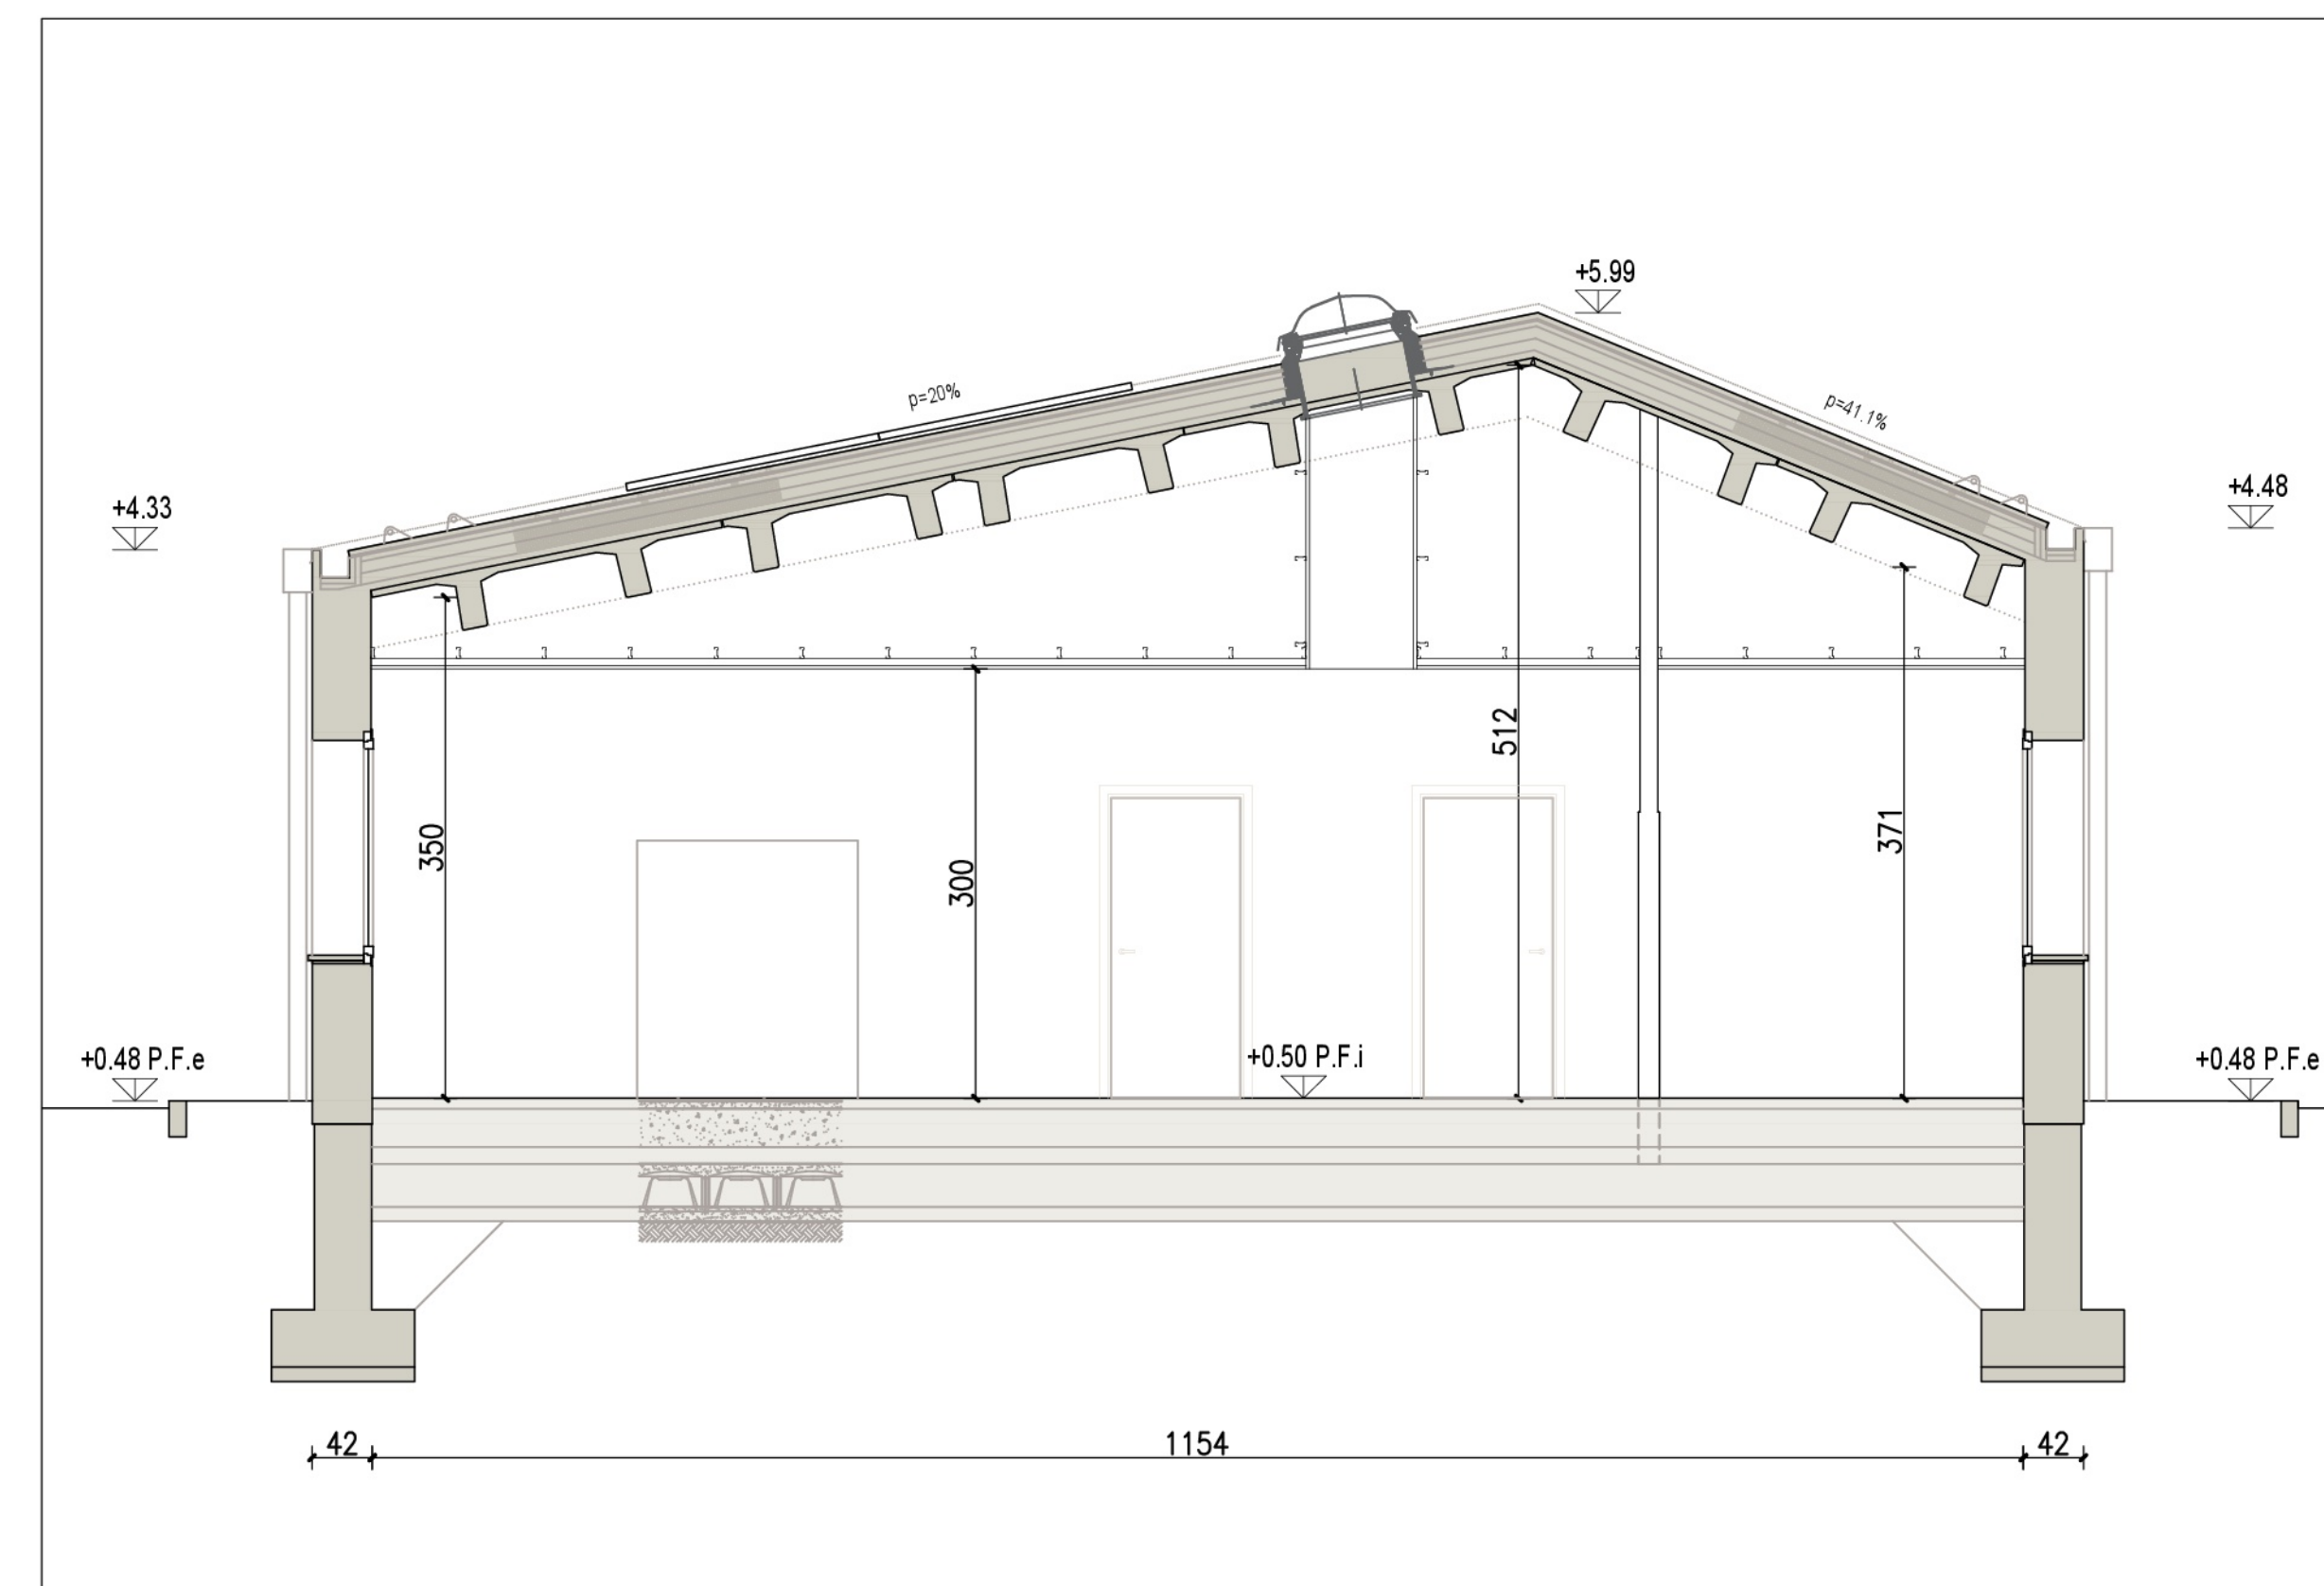 +5.99
p=20%
p=41.1%
+4.33
+4.48
512
350
300
371
+0.48 P.F.e
+0.50 P.F.i
+0.48 P.F.e
42
1154
42